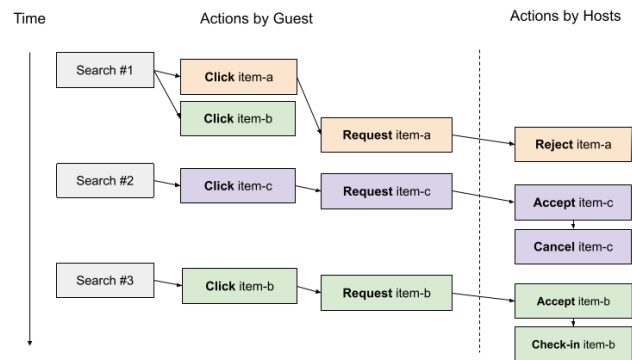 Time
Actions by Guest
Actions by Hosts
Search #1
Click item-a
Click item-b
Request item-a
Reject item-a
Search #2
Click item-c
Request item-c
Accept item-c
Cancel item-c
Search #3
Click item-b
Request item-b
Accept item-b
Check-in item-b